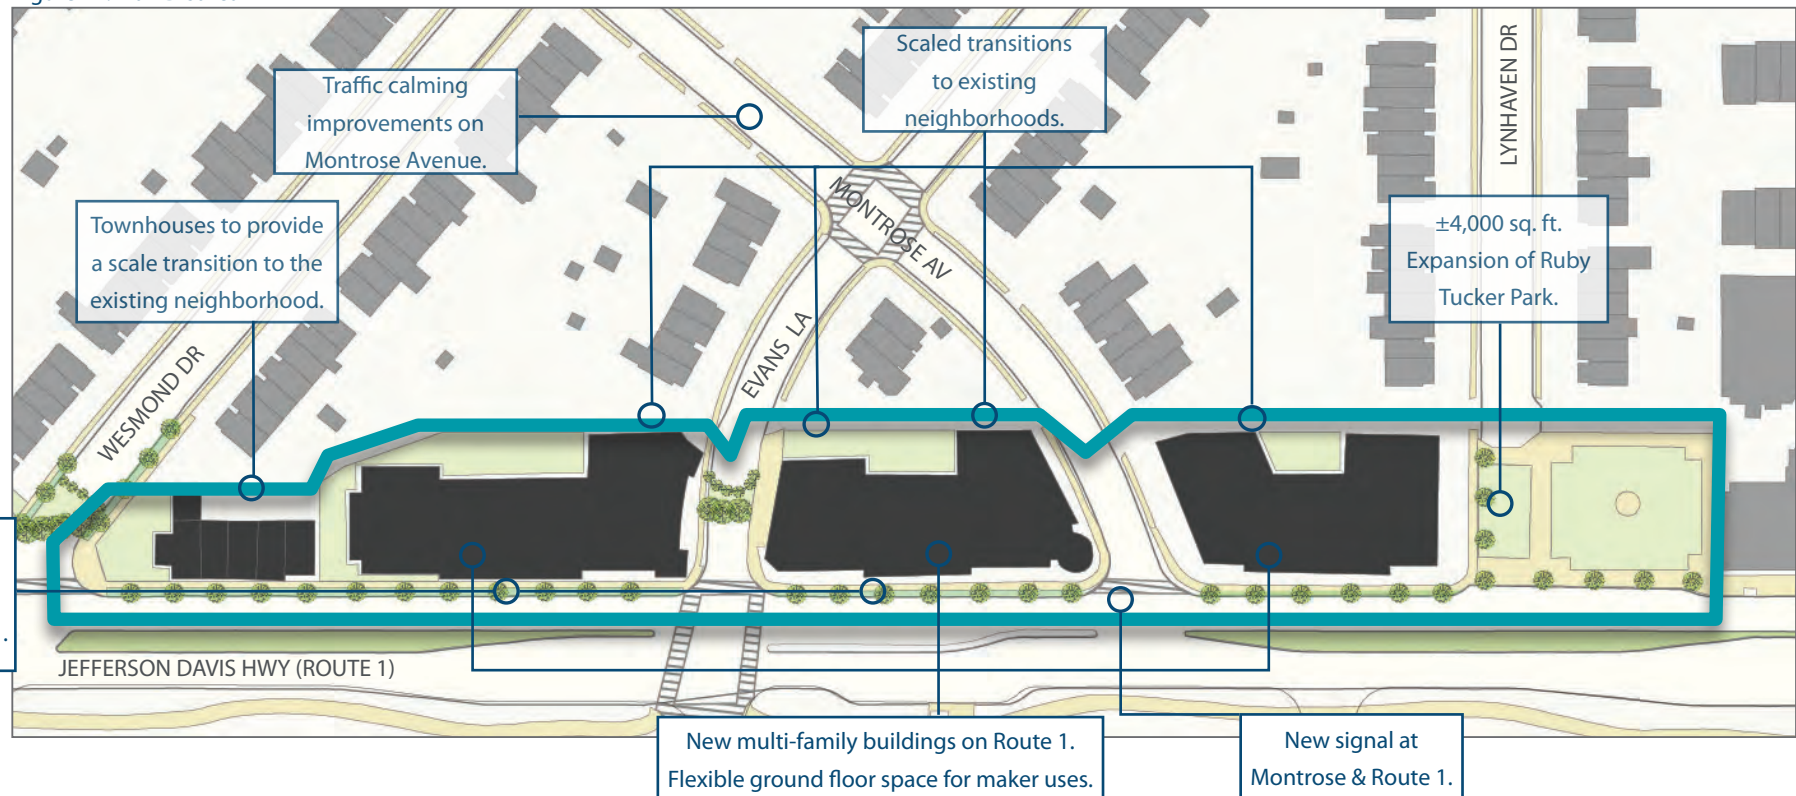 Traffic calming
improvements on
Montrose Avenue.
Scaled transitions
to existing
neighborhoods.
LYNHAVEN DR
Townhouses to provide
a scale transition to the
existing neighborhood.
MONTROSE AV
±4,000 sq. ft.
Expansion of Ruby
Tucker Park.
WESMOND DR
EVANS LA
.
JEFFERSON DAVIS HWY (ROUTE 1)
New multi-family buildings on Route 1.
Flexible ground floor space for maker uses.
New signal at
Montrose & Route 1.